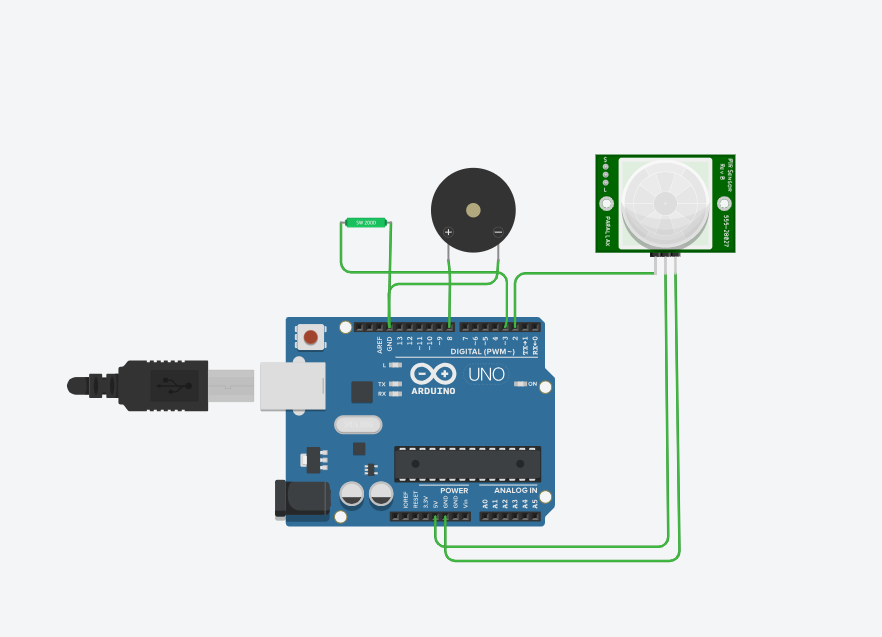 SW 200D
+
−
S
L
PIR SENSOR
Rev B
PARALLAX
555-28027
AREF
GND
13
12
~11
~10
~9
8
7
~6
~5
4
~3
2
TX→1
RX←0
DIGITAL (PWM~)
L
TX
RX
ARDUINO
UNO
ON
POWER
ANALOG IN
IOREF
RESET
3.3V
5V
GND
GND
Vin
A0
A1
A2
A3
A4
A5